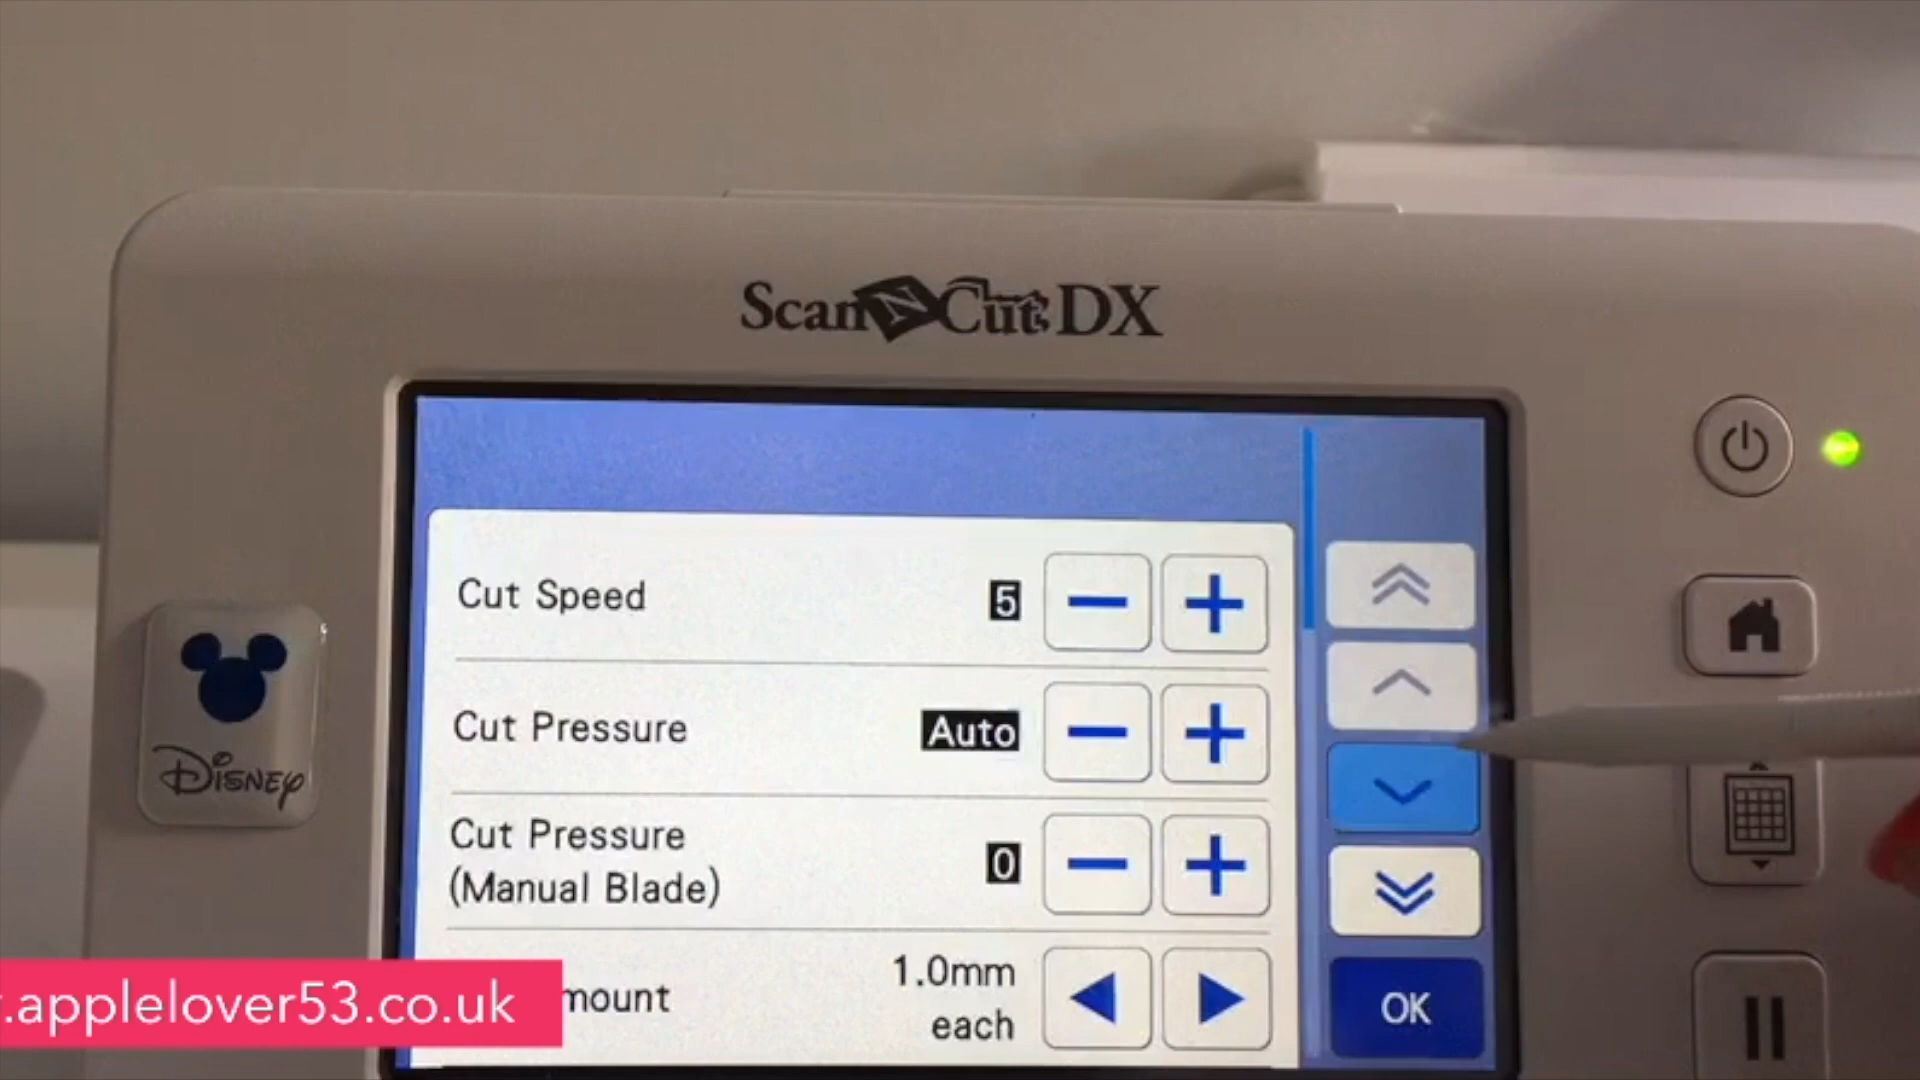 ScanNCut DX
Cut Speed
5
Cut Pressure
Auto
Cut Pressure
(Manual Blade)
0
mount
1.0mm
each
OK
Disney
.applelover53.co.uk